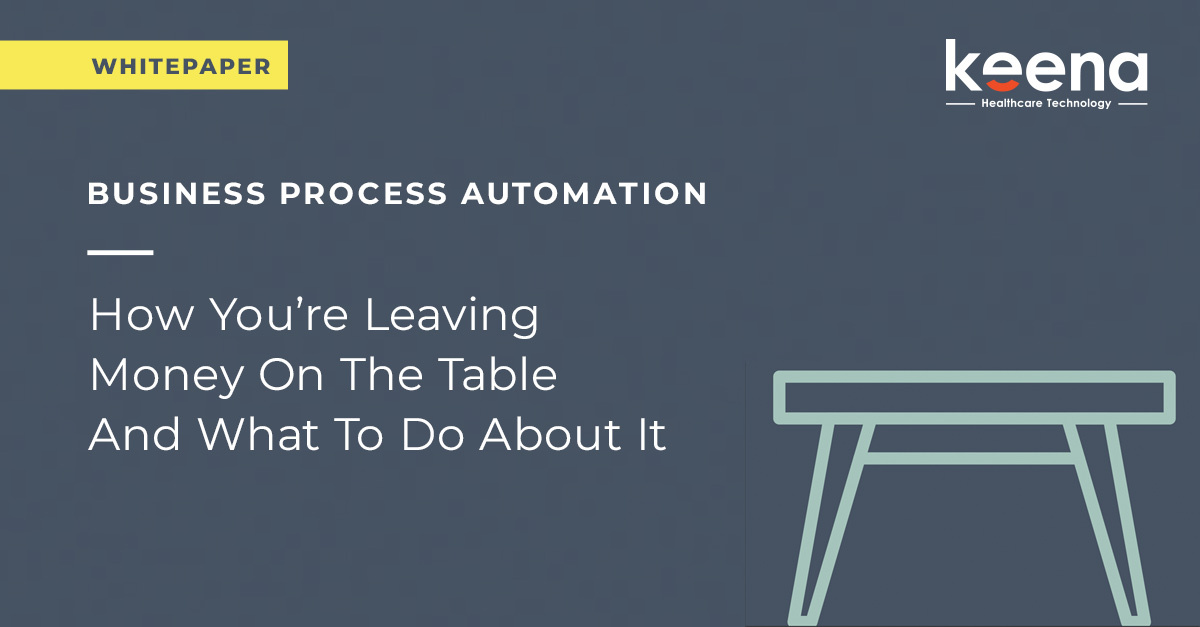 WHITEPAPER
keena
Healthcare Technology
BUSINESS PROCESS AUTOMATION
How You’re Leaving
Money On The Table
And What To Do About It